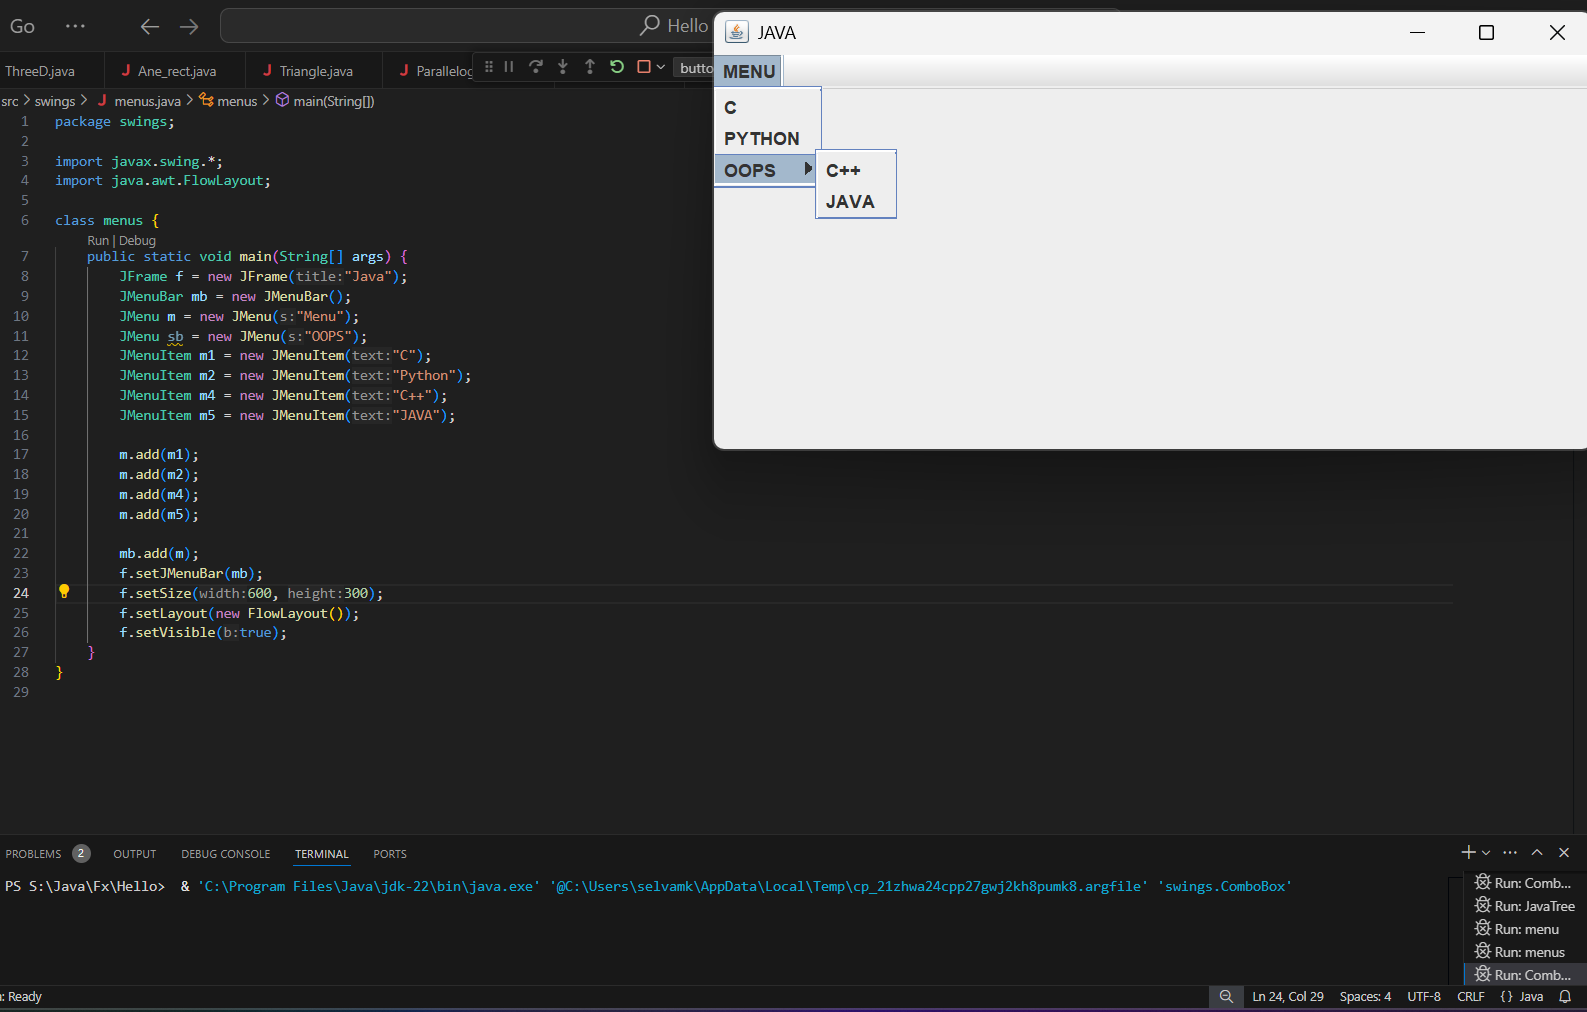 Go ··· Hello
ThreeD.java J Ane_rect.java J Triangle.java J Parallelog button
src > swings > J menus.java > menus > main(String[])
1 package swings;
2
3 import javax.swing.*;
4 import java.awt.FlowLayout;
5
6 class menus {
Run | Debug
7 public static void main(String[] args) {
8 JFrame f = new JFrame(title:"Java");
9 JMenuBar mb = new JMenuBar();
10 JMenu m = new JMenu(s:"Menu");
11 JMenu sb = new JMenu(s:"OOPS");
12 JMenuItem m1 = new JMenuItem(text:"C");
13 JMenuItem m2 = new JMenuItem(text:"Python");
14 JMenuItem m4 = new JMenuItem(text:"C++");
15 JMenuItem m5 = new JMenuItem(text:"JAVA");
16
17 m.add(m1);
18 m.add(m2);
19 m.add(m4);
20 m.add(m5);
21
22 mb.add(m);
23 f.setJMenuBar(mb);
24 f.setSize(width:600, height:300);
25 f.setLayout(new FlowLayout());
26 f.setVisible(b:true);
27 }
28 }
29
JAVA
MENU
C
PYTHON
OOPS
C++
JAVA
PROBLEMS 2 OUTPUT DEBUG CONSOLE TERMINAL PORTS
PS S:\Java\Fx\Hello> & 'C:\Program Files\Java\jdk-22\bin\java.exe' '@C:\Users\selvamk\AppData\Local\Temp\cp_21zhwa24cpp27gwj2kh8pumk8.argfile' 'swings.ComboBox'
Run: Comb...
Run: JavaTree
Run: menu
Run: menus
Run: Comb...
: Ready Ln 24, Col 29 Spaces: 4 UTF-8 CRLF {} Java